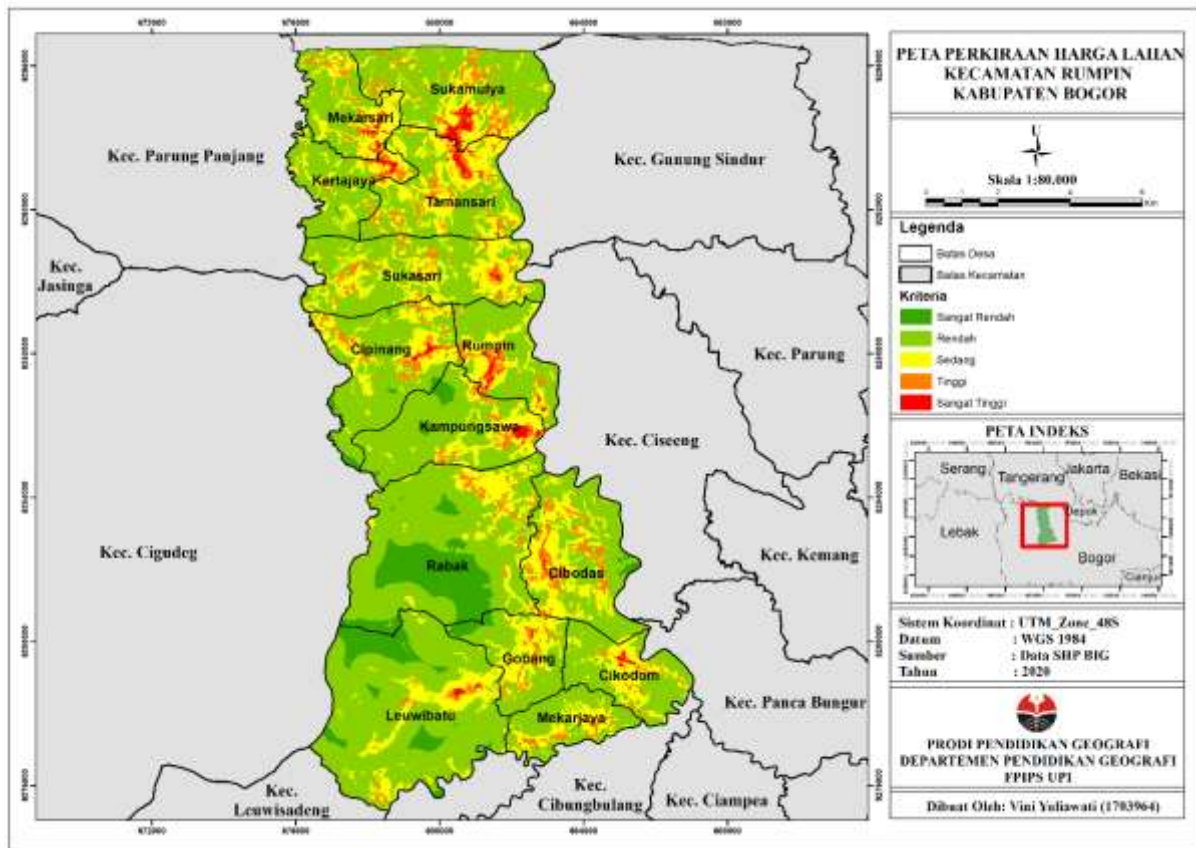 PETA PERKIRAAN HARGA LAHAN
KECAMATAN RUMPIN
KABUPATEN BOGOR
U
Skala 1:80.000
Km
Legenda
Batas Desa
Batas Kecamatan
Kriteria
Sangat Rendah
Rendah
Sedang
Tinggi
Sangat Tinggi
PETA INDEKS
Serang
Tangerang
Jakarta
Bekasi
Depok
Lebak
Bogor
Cianjur
Sistem Koordinat : UTM_Zone_48S
Datum : WGS 1984
Sumber : Data SHP BIG
Tahun : 2020
PRODI PENDIDIKAN GEOGRAFI
DEPARTEMEN PENDIDIKAN GEOGRAFI
FPIPS UPI
Dibuat Oleh: Vini Yuliawati (1703964)
Sukamulya
Mekarsari
Kec. Parung Panjang
Kec. Gunung Sindur
Kertajaya
Tamansari
Kec.
Jasinga
Sukasari
Cipinang
Rumpin
Kec. Parung
Kampungsawa
Kec. Ciseeng
Kec. Cigudeg
Kec. Kemang
Rabak
Cibodas
Gobang
Cikodom
Kec. Panca Bungur
Leuwibatu
Mekarjaya
Kec.
Leuwisadeng
Kec.
Cibungbulang
Kec. Ciampea